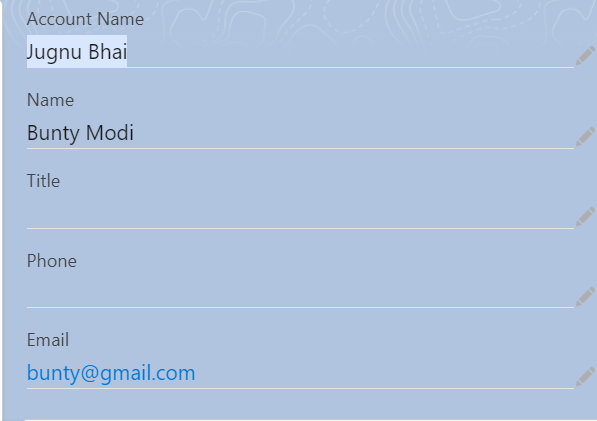 Account Name
Jugnu Bhai
Name
Bunty Modi
Title
Phone
Email
bunty@gmail.com